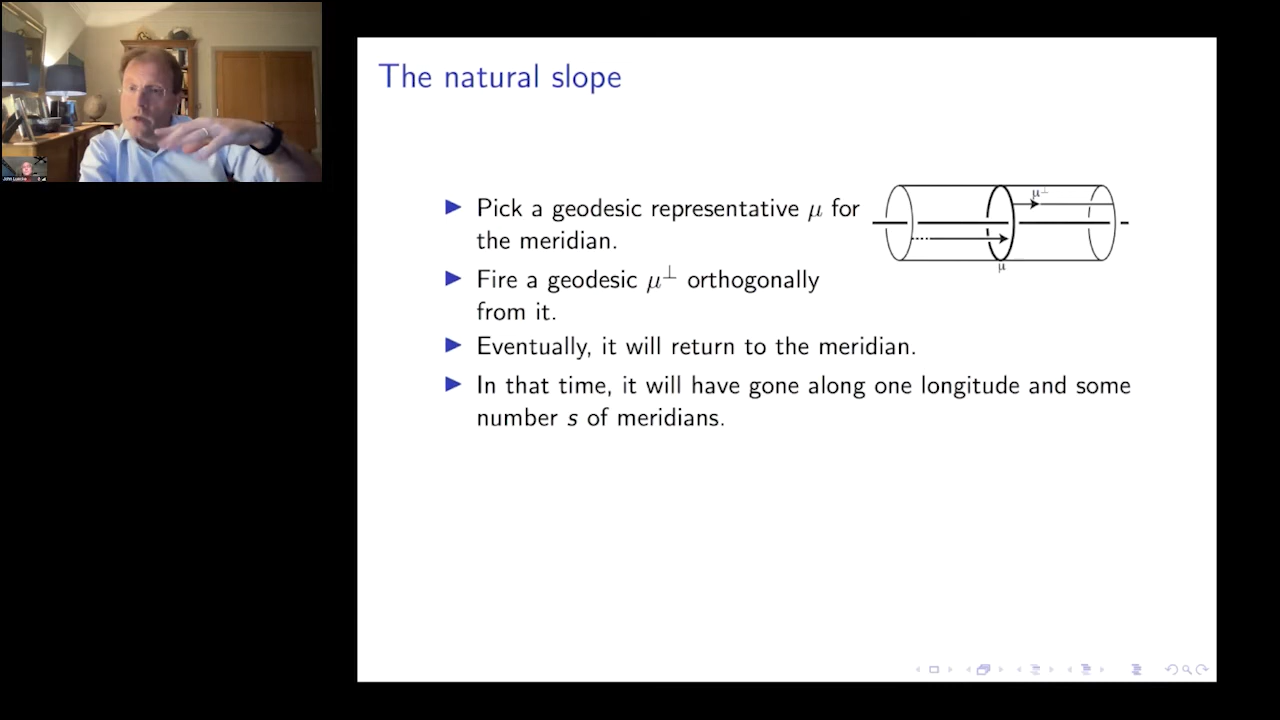 The natural slope
▶ Pick a geodesic representative μ for
the meridian.
▶ Fire a geodesic μ⊥ orthogonally
from it.
▶ Eventually, it will return to the meridian.
▶ In that time, it will have gone along one longitude and some
number s of meridians.
μ⊥
μ